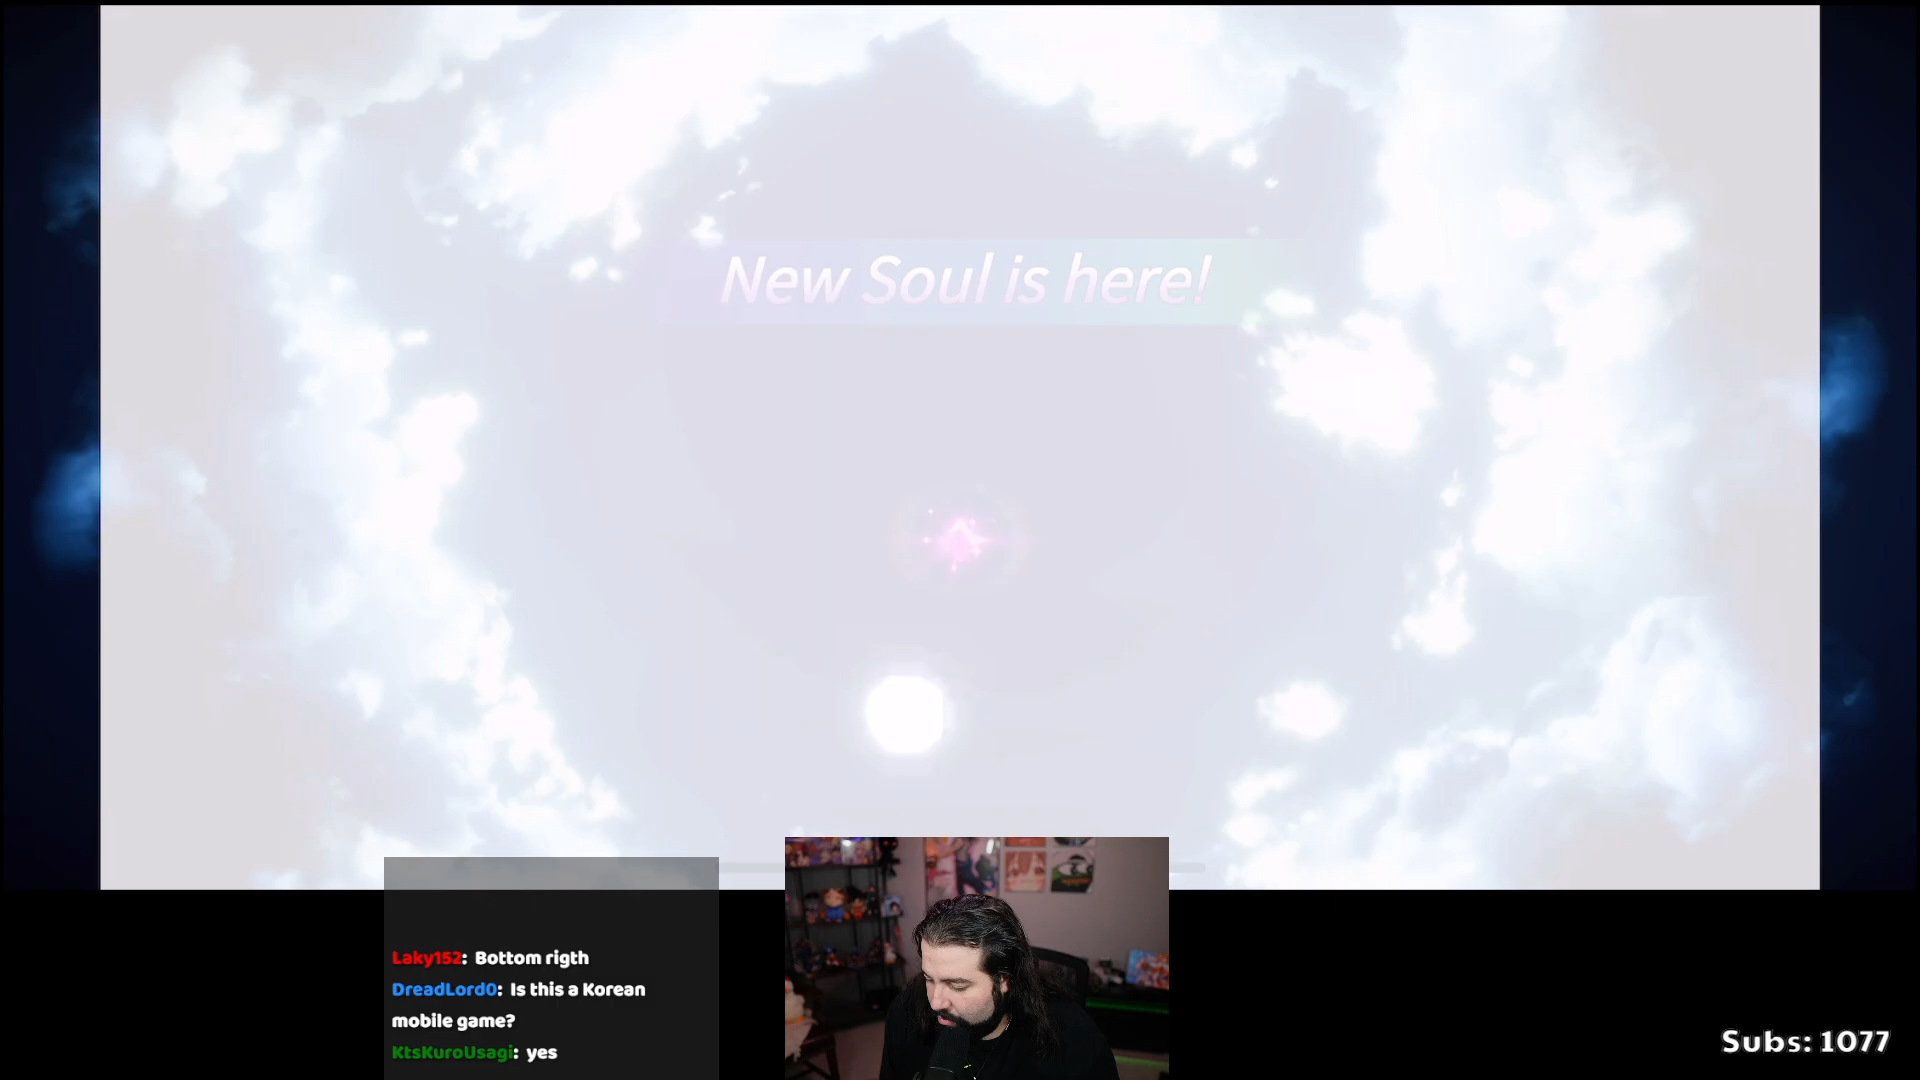 New Soul is here!
Laky152: Bottom rigth
DreadLord0: Is this a Korean
mobile game?
KtsKuroUsagi: yes
Subs: 1077